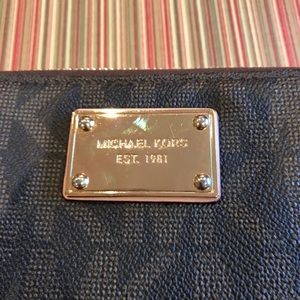 MICHAEL KORS
EST. 1981